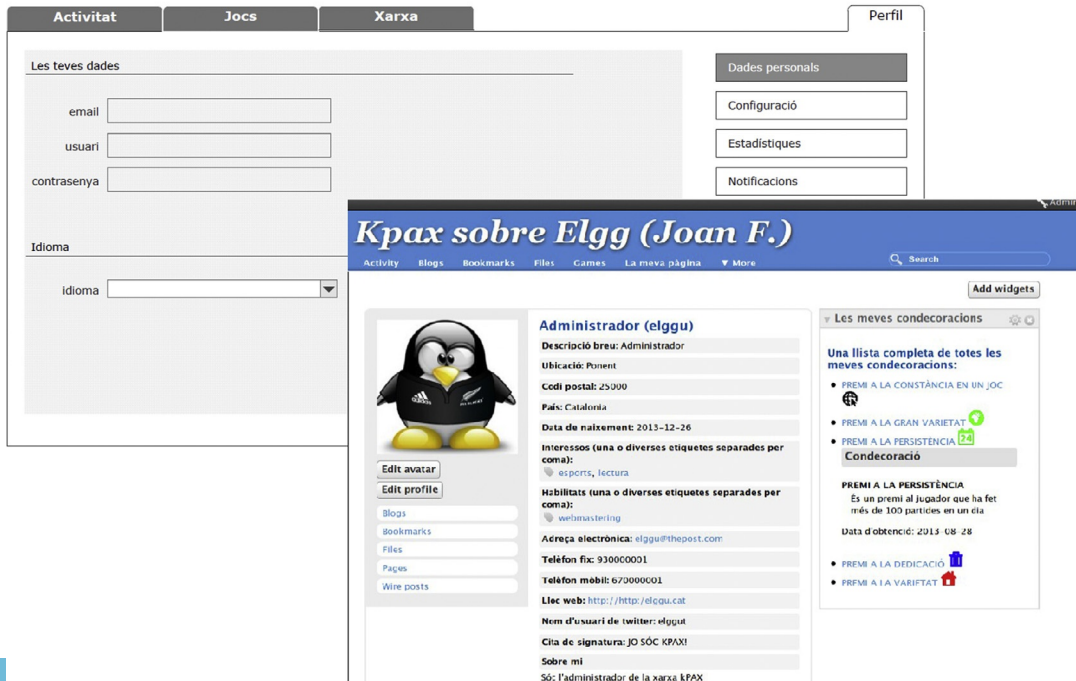 Activitat
Jocs
Xarxa
Perfil
Les teves dades
email
usuari
contrasenya
Idioma
idioma
Dades personals
Configuració
Estadístiques
Notificacions
Admin
Kpax sobre Elgg (Joan F.)
Activity Blogs Bookmarks Files Games La meva pàgina ▼ More
Search
Add widgets
Edit avatar
Edit profile
Blogs
Bookmarks
Files
Pages
Wire posts
Administrador (elggu)
Descripció breu: Administrador
Ubicació: Ponent
Codi postal: 25000
País: Catalonia
Data de naixement: 2013-12-26
Interessos (una o diverses etiquetes separades per
coma):
esports, lectura
Habilitats (una o diverses etiquetes separades per
coma):
webmastering
Adreça electrònica: elggu@thepost.com
Telèfon fix: 930000001
Telèfon mòbil: 670000001
Lloc web: http://http:/elggu.cat
Nom d'usuari de twitter: elggut
Cita de signatura: JO SÓC KPAX!
Sobre mi
Sóc l'administrador de la xarxa kPAX
Les meves condecoracions
Una llista completa de totes les
meves condecoracions:
PREMI A LA CONSTÀNCIA EN UN JOC
PREMI A LA GRAN VARIETAT
PREMI A LA PERSISTÈNCIA 24
Condecoració
PREMI A LA PERSISTÈNCIA
És un premi al jugador que ha fet
més de 100 partides en un dia
Data d'obtenció: 2013-08-28
PREMI A LA DEDICACIÓ
PREMI A LA VARIETAT